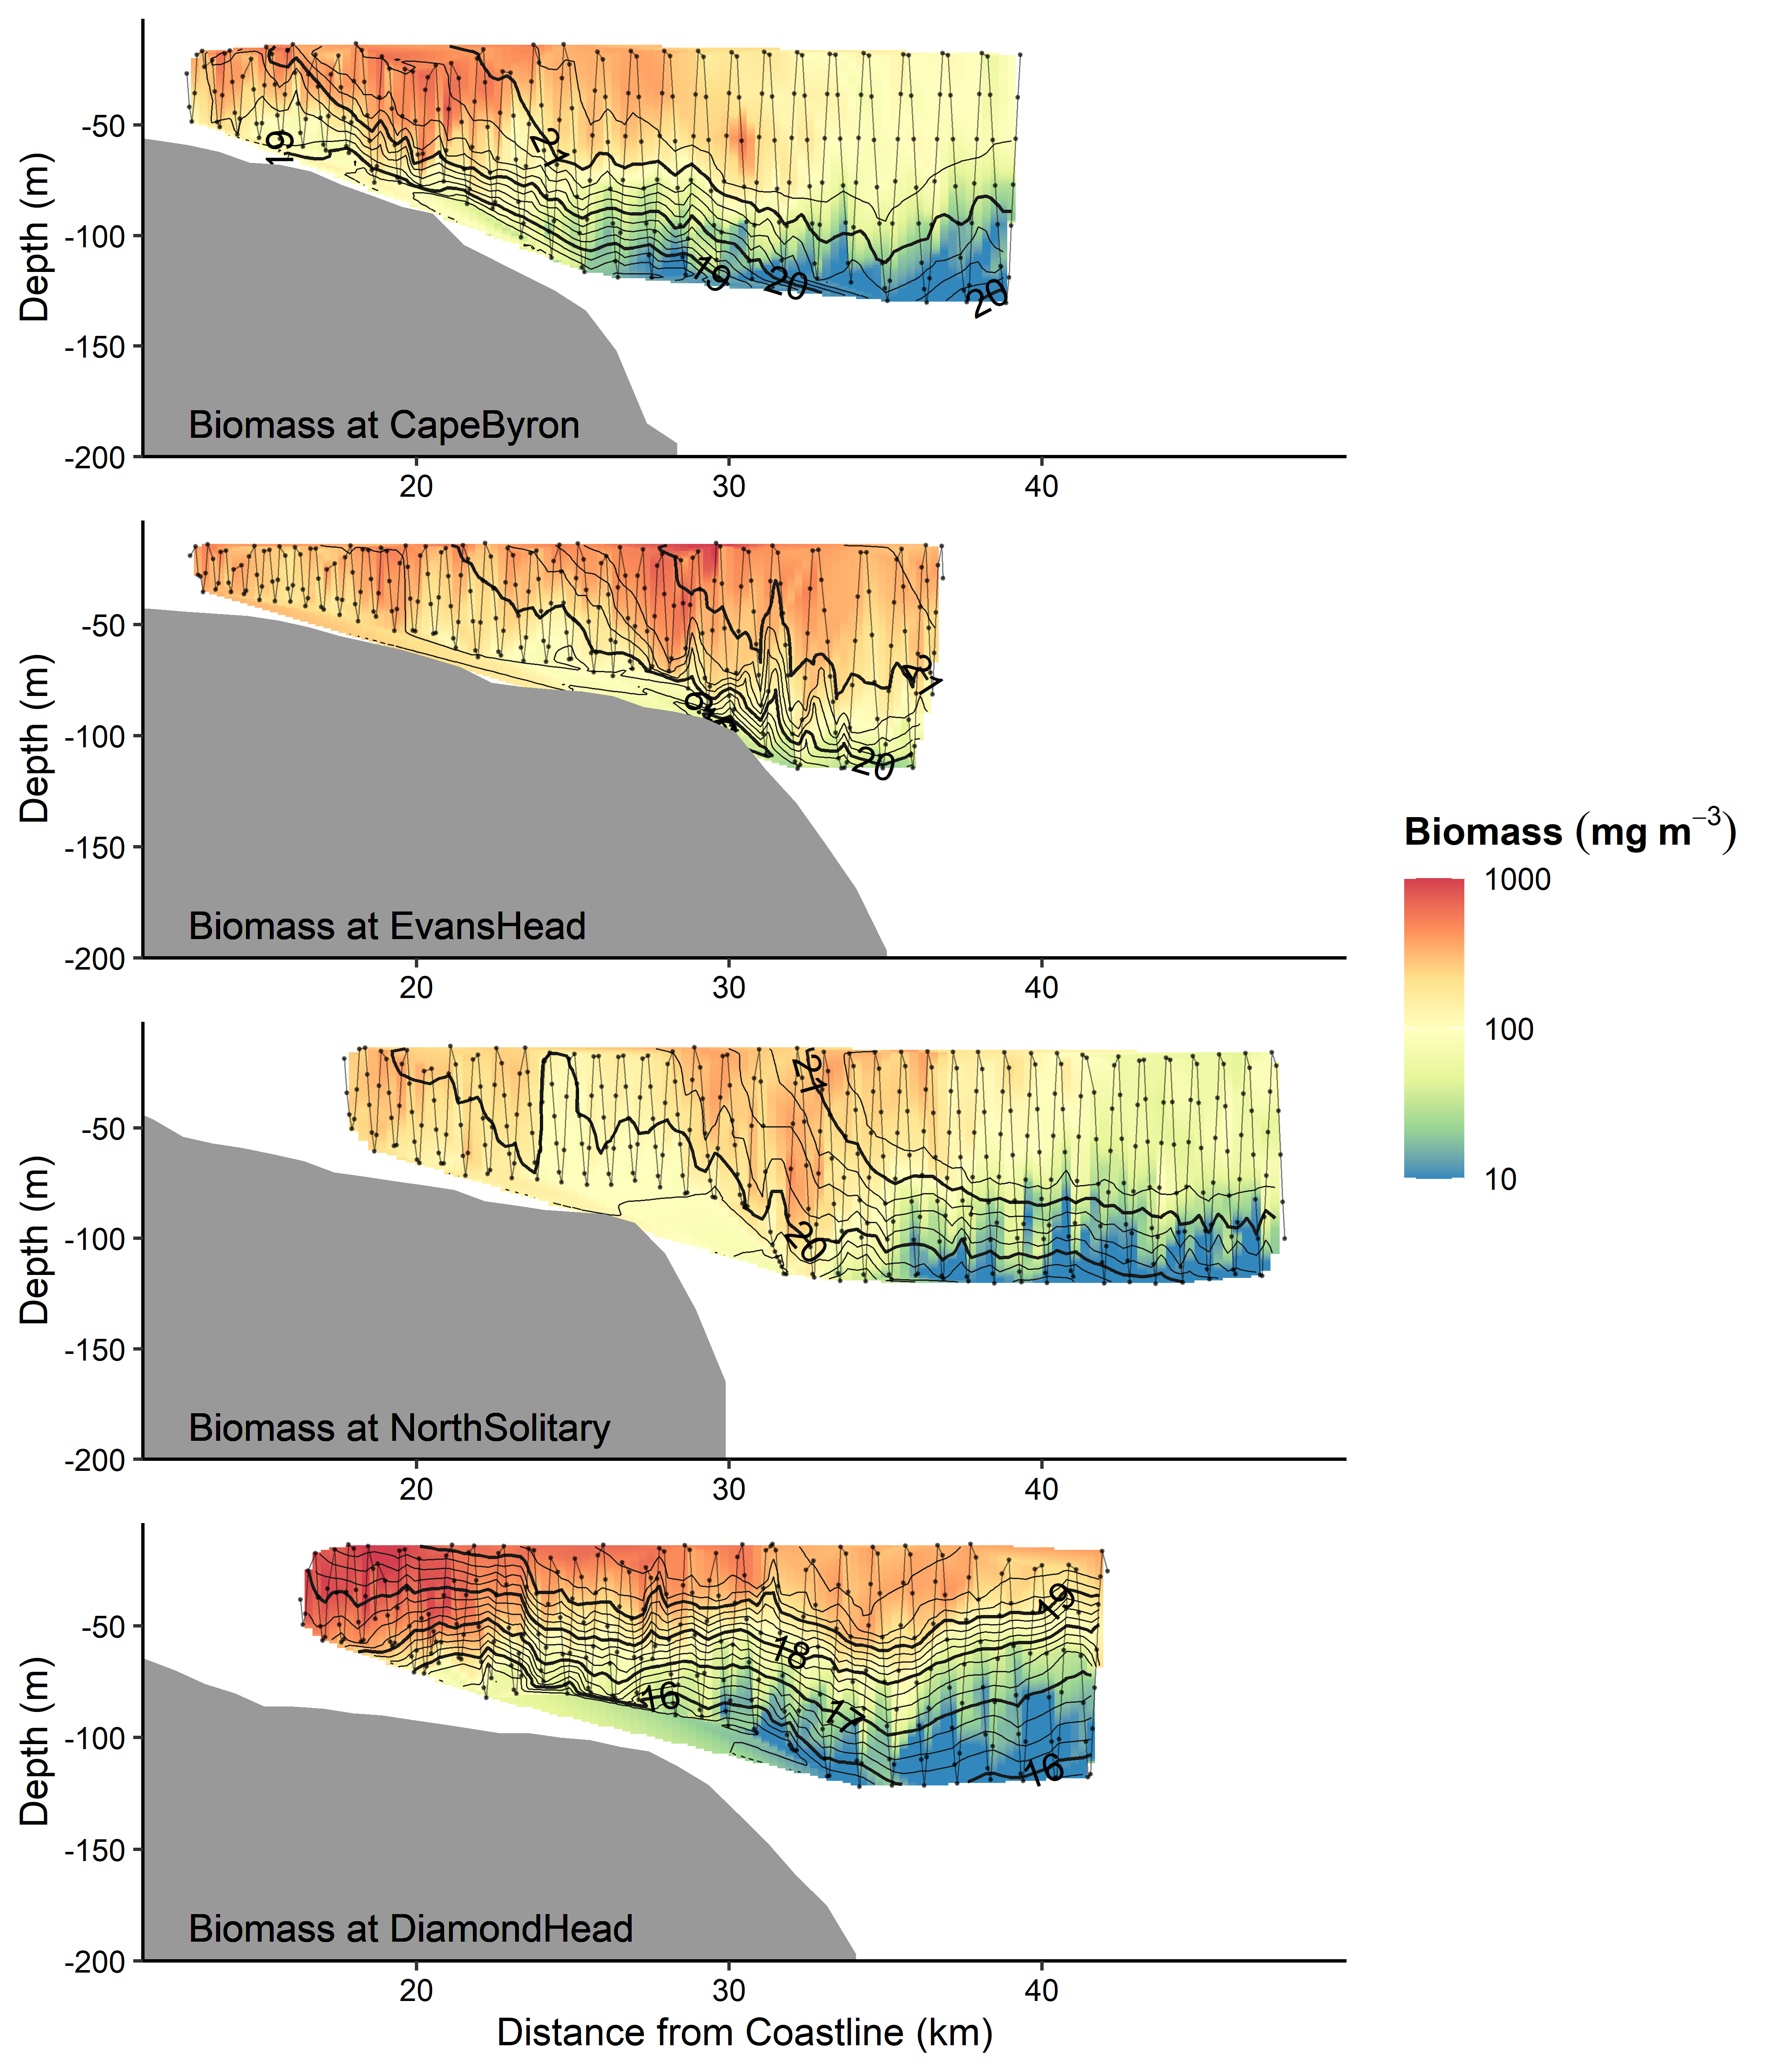 -50
-100
-150
-200
Depth (m)
19
21
19
20
20
Biomass at CapeByron
20 30 40
-50
-100
-150
-200
Depth (m)
21
20
Biomass at EvansHead
20 30 40
Biomass (mg m⁻³)
1000
100
10
-50
-100
-150
-200
Depth (m)
21
20
Biomass at NorthSolitary
20 30 40
-50
-100
-150
-200
Depth (m)
19
18
16
17
16
Biomass at DiamondHead
20 30 40
Distance from Coastline (km)